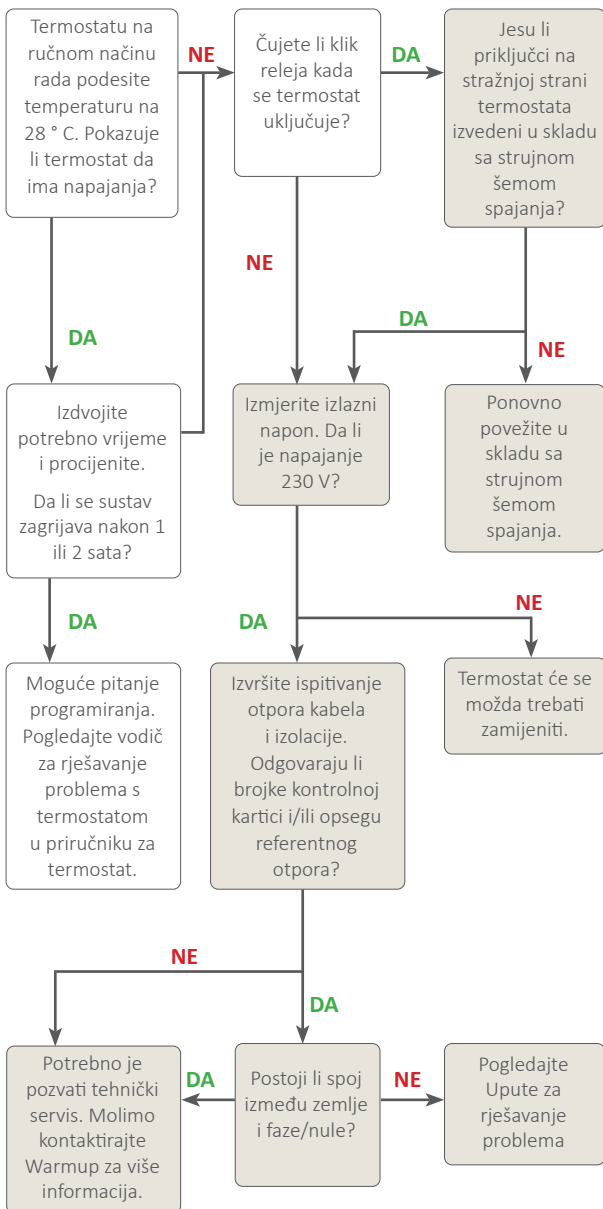 Termostatu na
ručnom načinu
rada podesite
temperaturu na
28 ° C. Pokazuje
li termostat da
ima napajanja?
NE
Čujete li klik
releja kada
se termostat
uključuje?
DA
Jesu li
priključci na
stražnjoj strani
termostata
izvedeni u skladu
sa strujnom
šemom
spajanja?
DA
NE
DA
NE
Izdvojite
potrebno vrijeme
i procijenite.
Da li se sustav
zagrijava nakon 1
ili 2 sata?
Izmjerite izlazni
napon. Da li
je napajanje
230 V?
Ponovno
povežite u
skladu sa
strujnom
šemom
spajanja.
DA
DA
NE
Moguće pitanje
programiranja.
Pogledajte vodič
za rješavanje
problema s
termostatom
u priručniku za
termostat.
Izvršite ispitivanje
otpora kabela
i izolacije.
Odgovaraju li
brojke kontrolnoj
kartici i/ili opsegu
referentnog
otpora?
Termostat će se
možda trebati
zamijeniti.
NE
DA
Potrebno je
pozvati tehnički
servis. Molimo
kontaktirajte
Warmup za više
informacija.
DA
Postoji li spoj
između zemlje
i faze/nule?
NE
Pogledajte
Upute za
rješavanje
problema